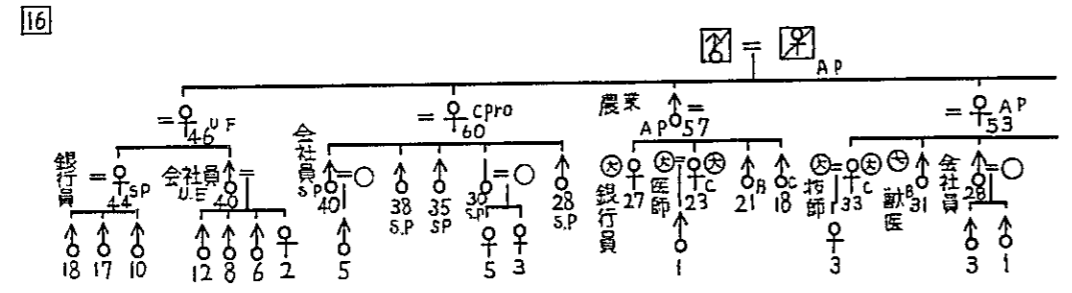 16
AP
農業
UF
46
Cpro
60
AP 57
AP
53
銀行員
SP
44
会社員
U.E
40
会社員
SP
40
38
S.P
35
SP
30
S.P
28
S.P
大
銀行員
27
大
医師
大
C
23
B
21
C
18
大
技師
大
C
33
獣医
B
31
会社員
28
18 17 10
12 8 6 2
5
5 3
1
3
3 1